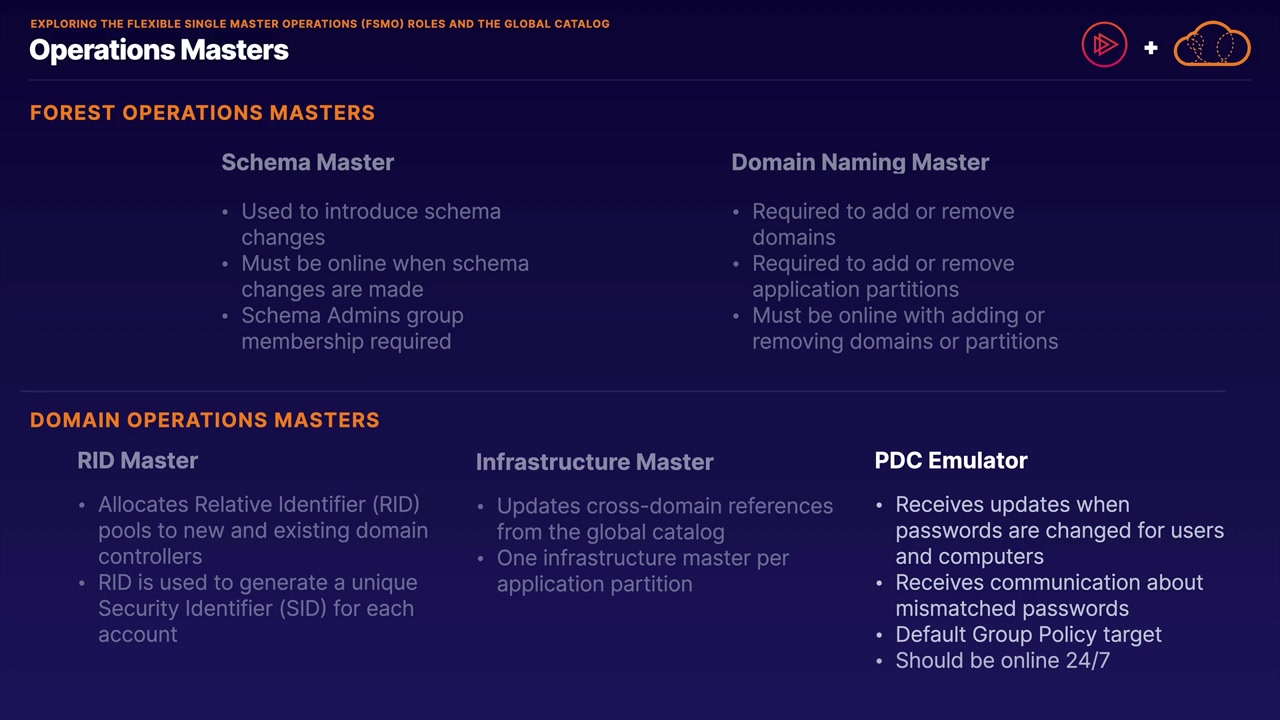 EXPLORING THE FLEXIBLE SINGLE MASTER OPERATIONS (FSMO) ROLES AND THE GLOBAL CATALOG
Operations Masters
+
FOREST OPERATIONS MASTERS
Schema Master
• Used to introduce schema
changes
• Must be online when schema
changes are made
• Schema Admins group
membership required
Domain Naming Master
• Required to add or remove
domains
• Required to add or remove
application partitions
• Must be online with adding or
removing domains or partitions
DOMAIN OPERATIONS MASTERS
RID Master
• Allocates Relative Identifier (RID)
pools to new and existing domain
controllers
• RID is used to generate a unique
Security Identifier (SID) for each
account
Infrastructure Master
• Updates cross-domain references
from the global catalog
• One infrastructure master per
application partition
PDC Emulator
• Receives updates when
passwords are changed for users
and computers
• Receives communication about
mismatched passwords
• Default Group Policy target
• Should be online 24/7